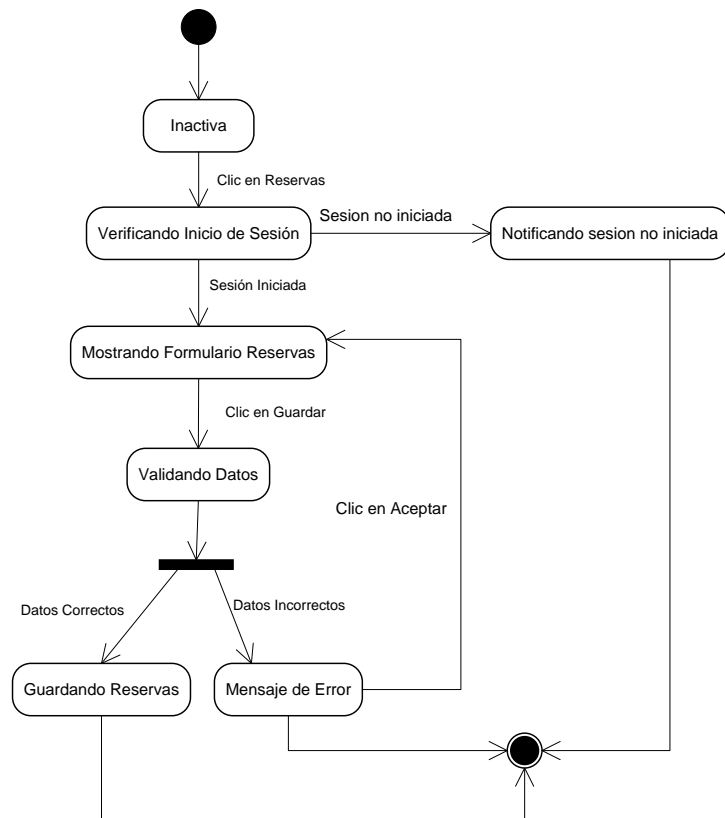 Inactiva
Clic en Reservas
Verificando Inicio de Sesión
Sesion no iniciada
Notificando sesion no iniciada
Sesión Iniciada
Mostrando Formulario Reservas
Clic en Guardar
Validando Datos
Clic en Aceptar
Datos Correctos
Datos Incorrectos
Guardando Reservas
Mensaje de Error